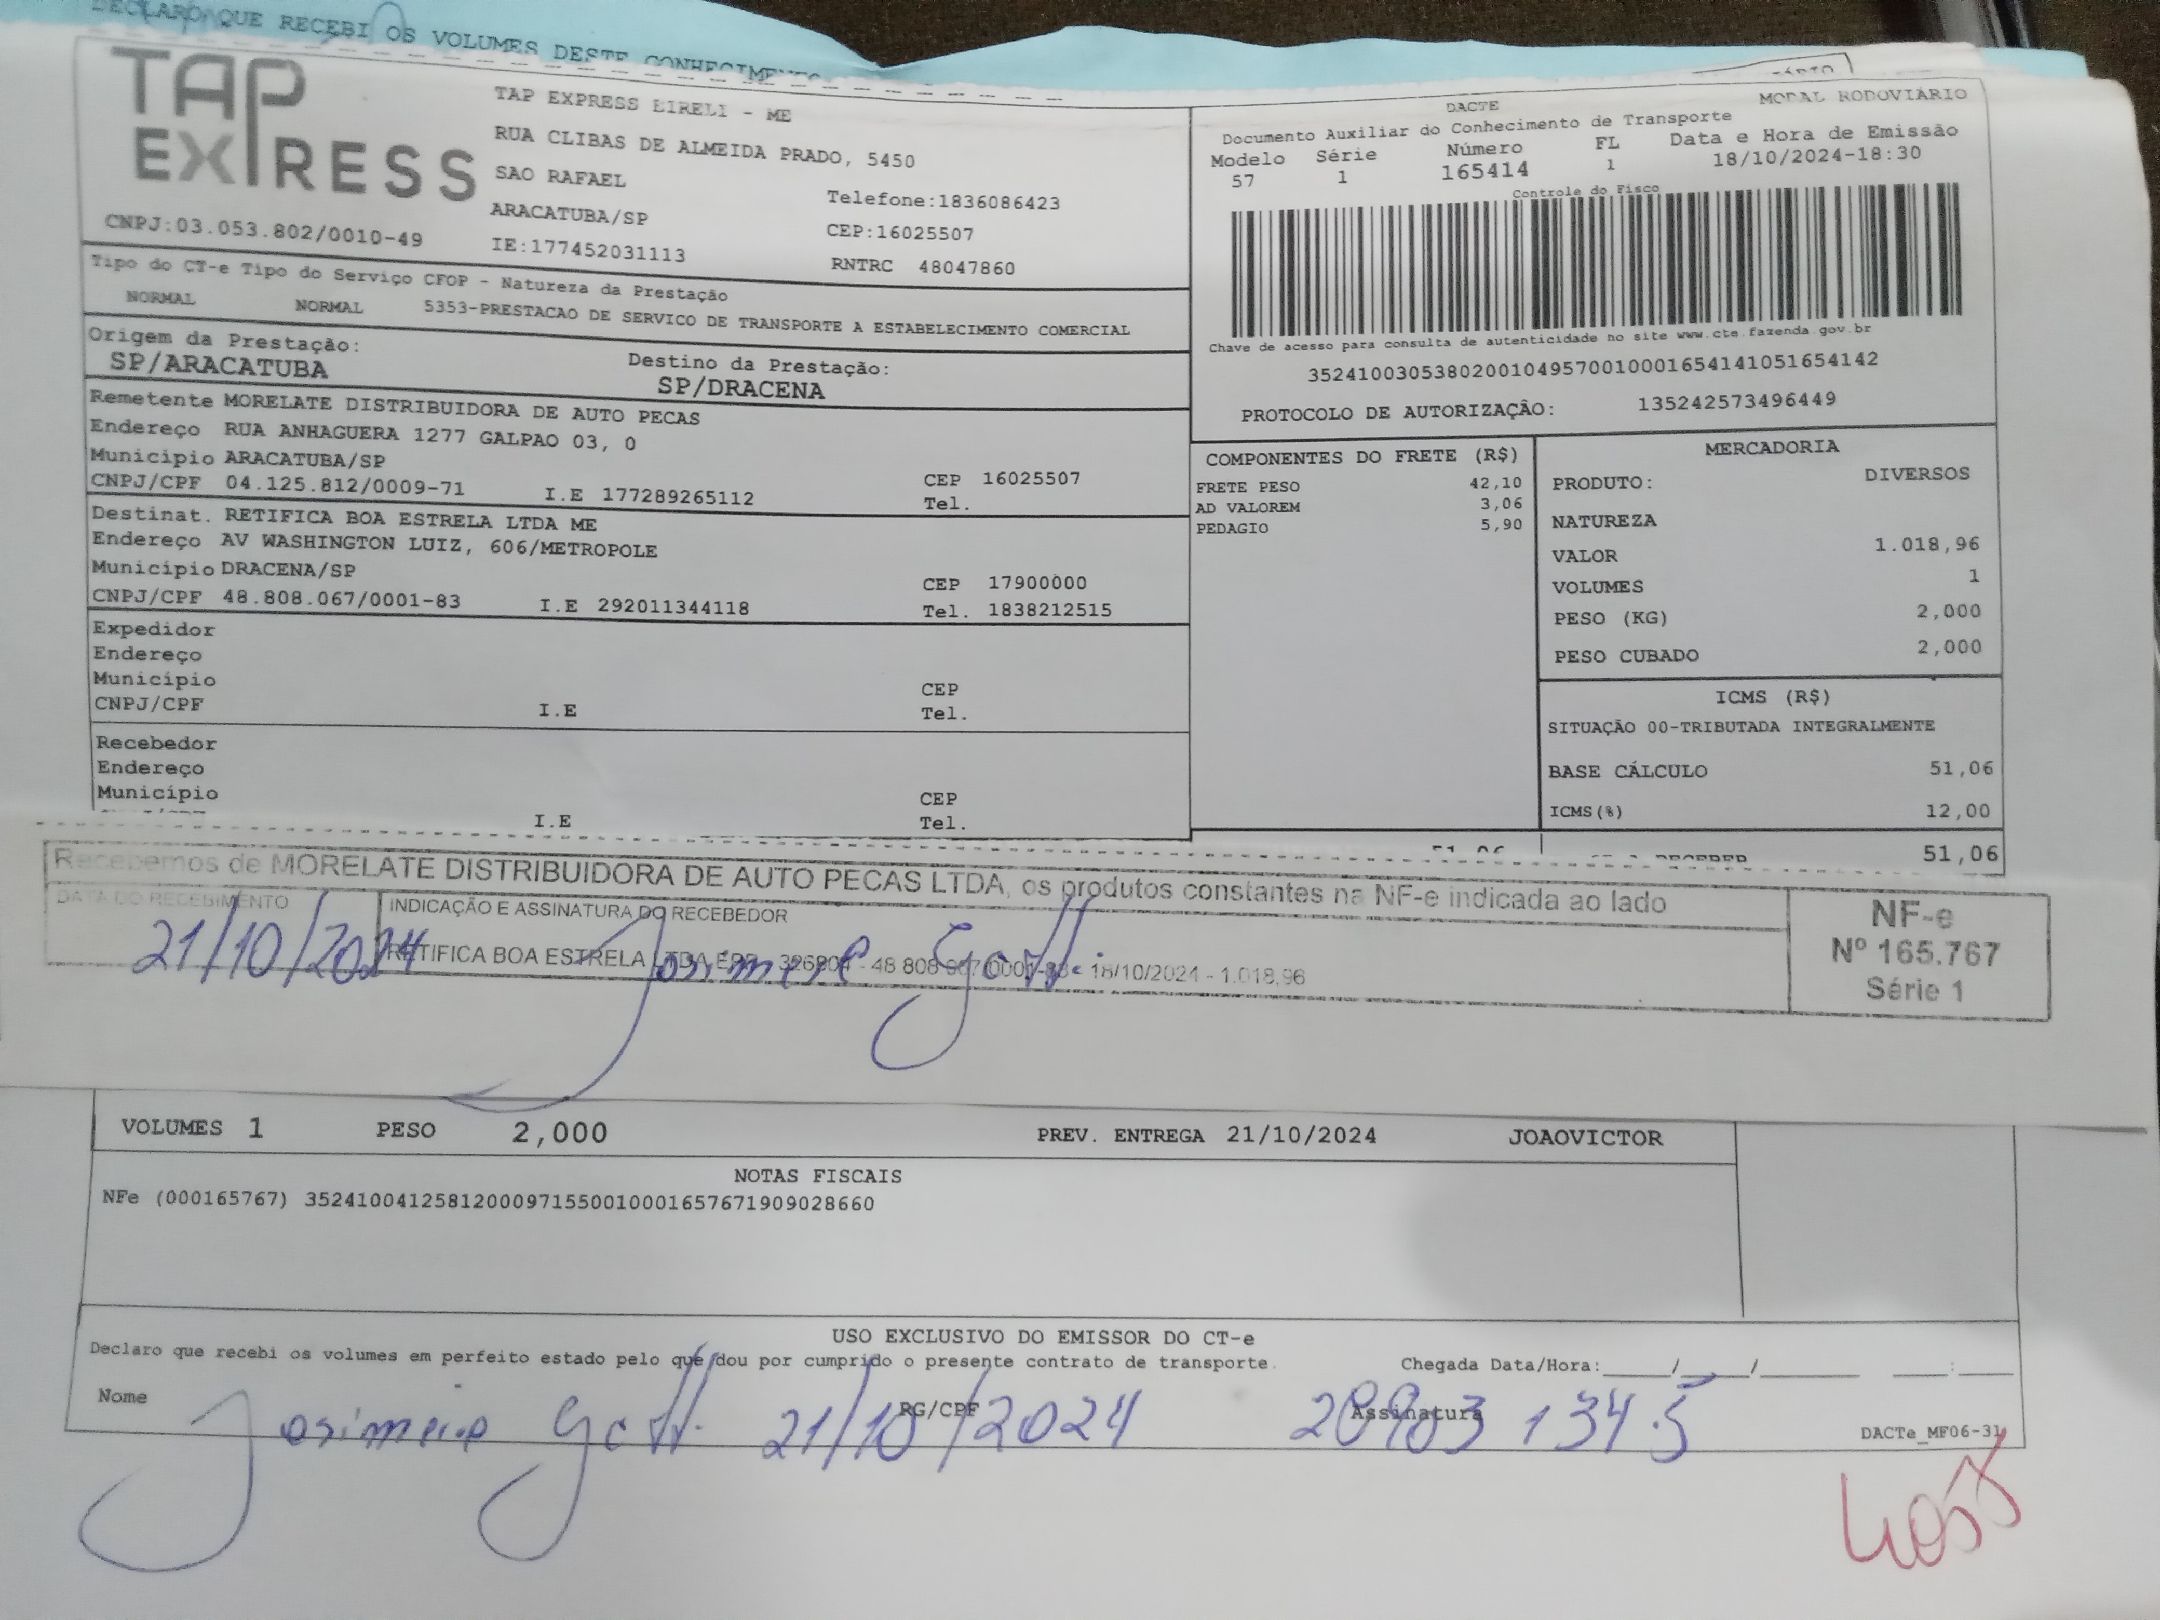 DECLARO QUE RECEBI OS VOLUMES DESTE CONHECIMENTO
TAP EXPRESS
TAP EXPRESS EIRELI - ME
RUA CLIBAS DE ALMEIDA PRADO, 5450
SAO RAFAEL
Telefone:1836086423
ARACATUBA/SP
CEP:16025507
CNPJ:03.053.802/0010-49
IE:177452031113
RNTRC 48047860
DACTE
MODAL RODOVIÁRIO
Documento Auxiliar do Conhecimento de Transporte
Modelo Série Número FL Data e Hora de Emissão
57 1 165414 1 18/10/2024-18:30
Controle do Fisco
Chave de acesso para consulta de autenticidade no site www.cte.fazenda.gov.br
35241003053802001049570010001654141051654142
PROTOCOLO DE AUTORIZAÇÃO: 135242573496449
Tipo do CT-e Tipo do Serviço CFOP - Natureza da Prestação
NORMAL NORMAL 5353-PRESTACAO DE SERVICO DE TRANSPORTE A ESTABELECIMENTO COMERCIAL
Origem da Prestação: Destino da Prestação:
SP/ARACATUBA SP/DRACENA
Remetente MORELATE DISTRIBUIDORA DE AUTO PECAS
Endereço RUA ANHAGUERA 1277 GALPAO 03, 0
Município ARACATUBA/SP CEP 16025507
CNPJ/CPF 04.125.812/0009-71 I.E 177289265112 Tel.
Destinat. RETIFICA BOA ESTRELA LTDA ME
Endereço AV WASHINGTON LUIZ, 606/METROPOLE
Município DRACENA/SP CEP 17900000
CNPJ/CPF 48.808.067/0001-83 I.E 292011344118 Tel. 1838212515
Expedidor
Endereço
Município CEP
CNPJ/CPF I.E Tel.
Recebedor
Endereço
Município CEP
I.E Tel.
COMPONENTES DO FRETE (R$)
FRETE PESO 42,10
AD VALOREM 3,06
PEDAGIO 5,90
MERCADORIA
PRODUTO: DIVERSOS
NATUREZA
VALOR 1.018,96
VOLUMES 1
PESO (KG) 2,000
PESO CUBADO 2,000
ICMS (R$)
SITUAÇÃO 00-TRIBUTADA INTEGRALMENTE
BASE CÁLCULO 51,06
ICMS(%) 12,00
51,06
Recebemos de MORELATE DISTRIBUIDORA DE AUTO PECAS LTDA, os produtos constantes na NF-e indicada ao lado
DATA DO RECEBIMENTO INDICAÇÃO E ASSINATURA DO RECEBEDOR
21/10/2024 RETIFICA BOA ESTRELA LTDA 18/10/2024 - 1.018,96
NF-e
Nº 165.767
Série 1
VOLUMES 1 PESO 2,000 PREV. ENTREGA 21/10/2024 JOAOVICTOR
NOTAS FISCAIS
NFe (000165767) 35241004125812000971550010001657671909028660
USO EXCLUSIVO DO EMISSOR DO CT-e
Declaro que recebi os volumes em perfeito estado pelo que dou por cumprido o presente contrato de transporte. Chegada Data/Hora:____/____/______ ____:____
Nome RG/CPF Assinatura
21/10/2024
DACTe_MF06-31